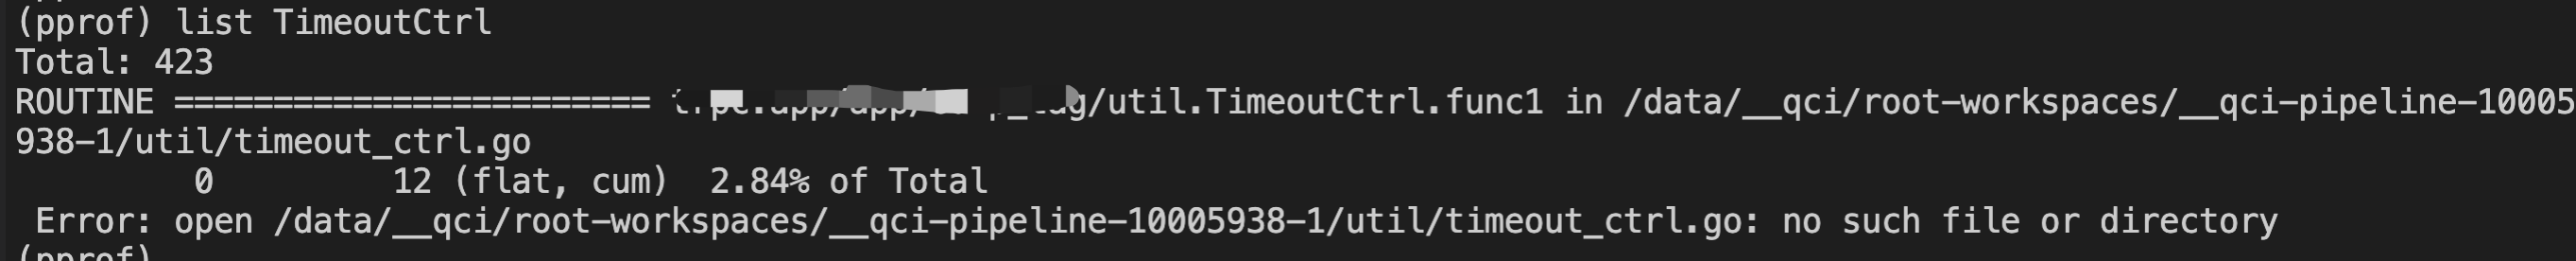 (pprof) list TimeoutCtrl
Total: 423
ROUTINE ======================== /util.TimeoutCtrl.func1 in /data/__qci/root-workspaces/__qci-pipeline-10005
938-1/util/timeout_ctrl.go
0 12 (flat, cum) 2.84% of Total
Error: open /data/__qci/root-workspaces/__qci-pipeline-10005938-1/util/timeout_ctrl.go: no such file or directory
(pprof)